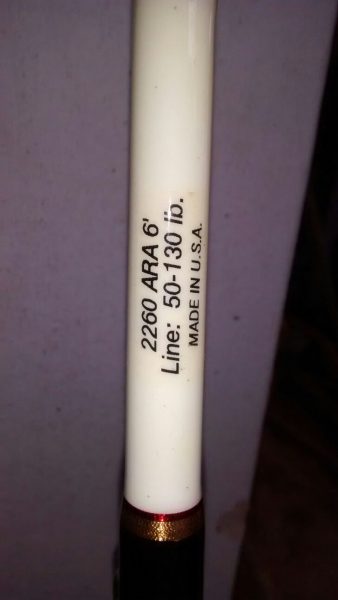 2260 ARA 6'
Line: 50-130 lb.
MADE IN U.S.A.